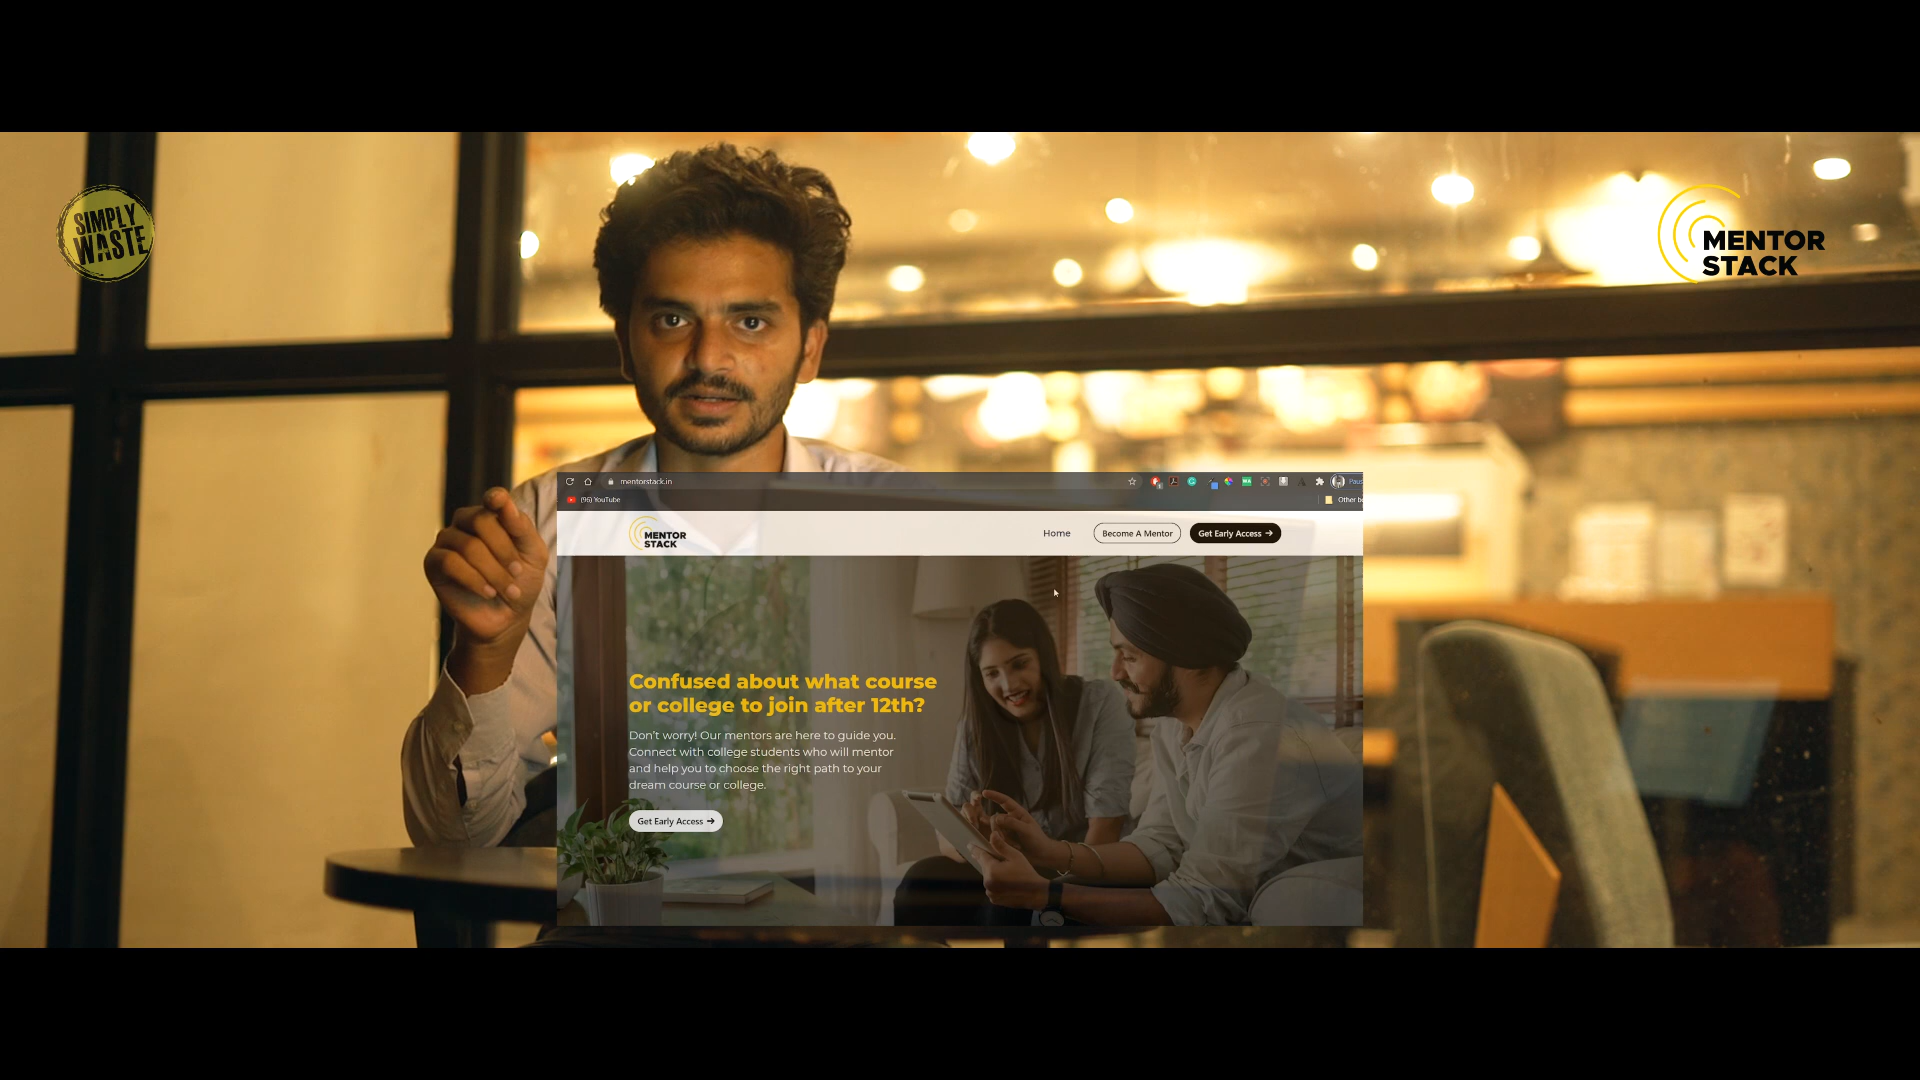 SIMPLY
WASTE
MENTOR
STACK
mentorstack.in
(96) YouTube
MENTOR
STACK
Home
Become A Mentor
Get Early Access →
Confused about what course
or college to join after 12th?
Don't worry! Our mentors are here to guide you.
Connect with college students who will mentor
and help you to choose the right path to your
dream course or college.
Get Early Access →